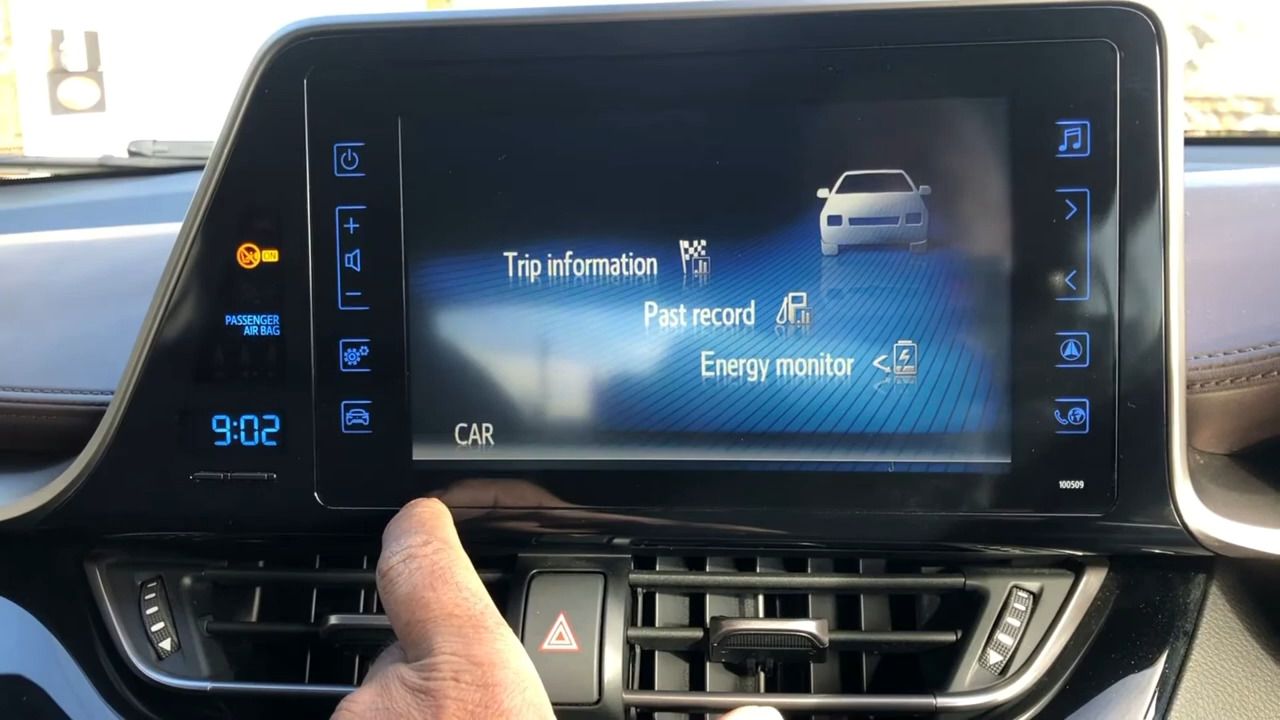 ON
PASSENGER
AIR BAG
9:02
Trip information
Past record
Energy monitor
CAR
100509